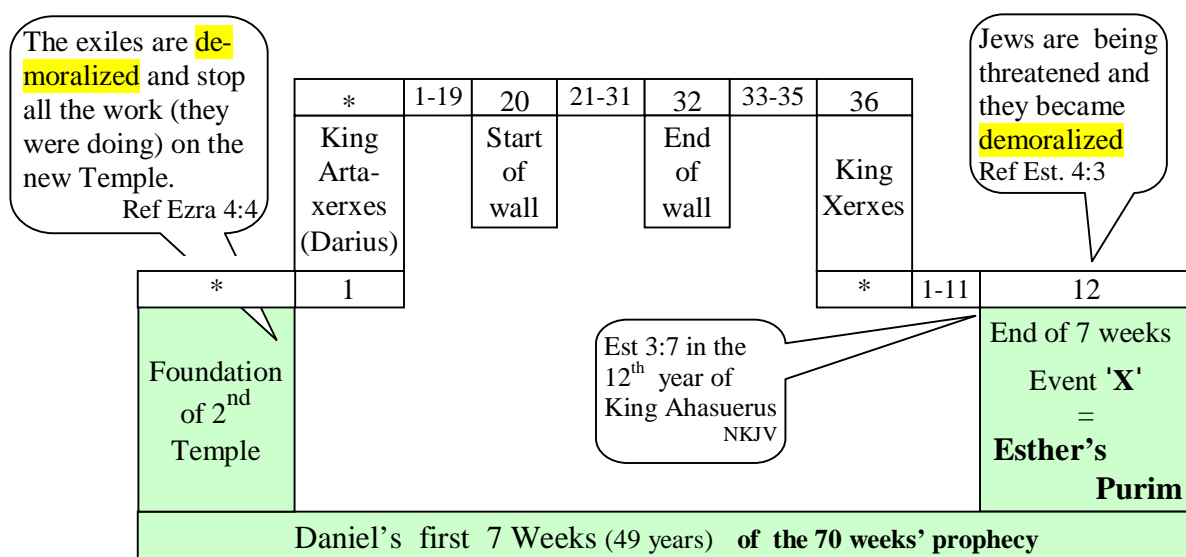 The exiles are de-
moralized and stop
all the work (they
were doing) on the
new Temple.
Ref Ezra 4:4
Jews are being
threatened and
they became
demoralized
Ref Est. 4:3
* 1-19 20 21-31 32 33-35 36
King
Arta-
xerxes
(Darius)
Start
of
wall
End
of
wall
King
Xerxes
* 1 * 1-11 12
Foundation
of 2nd
Temple
Est 3:7 in the
12th year of
King Ahasuerus
NKJV
End of 7 weeks
Event 'X'
=
Esther's
Purim
Daniel's first 7 Weeks (49 years) of the 70 weeks' prophecy